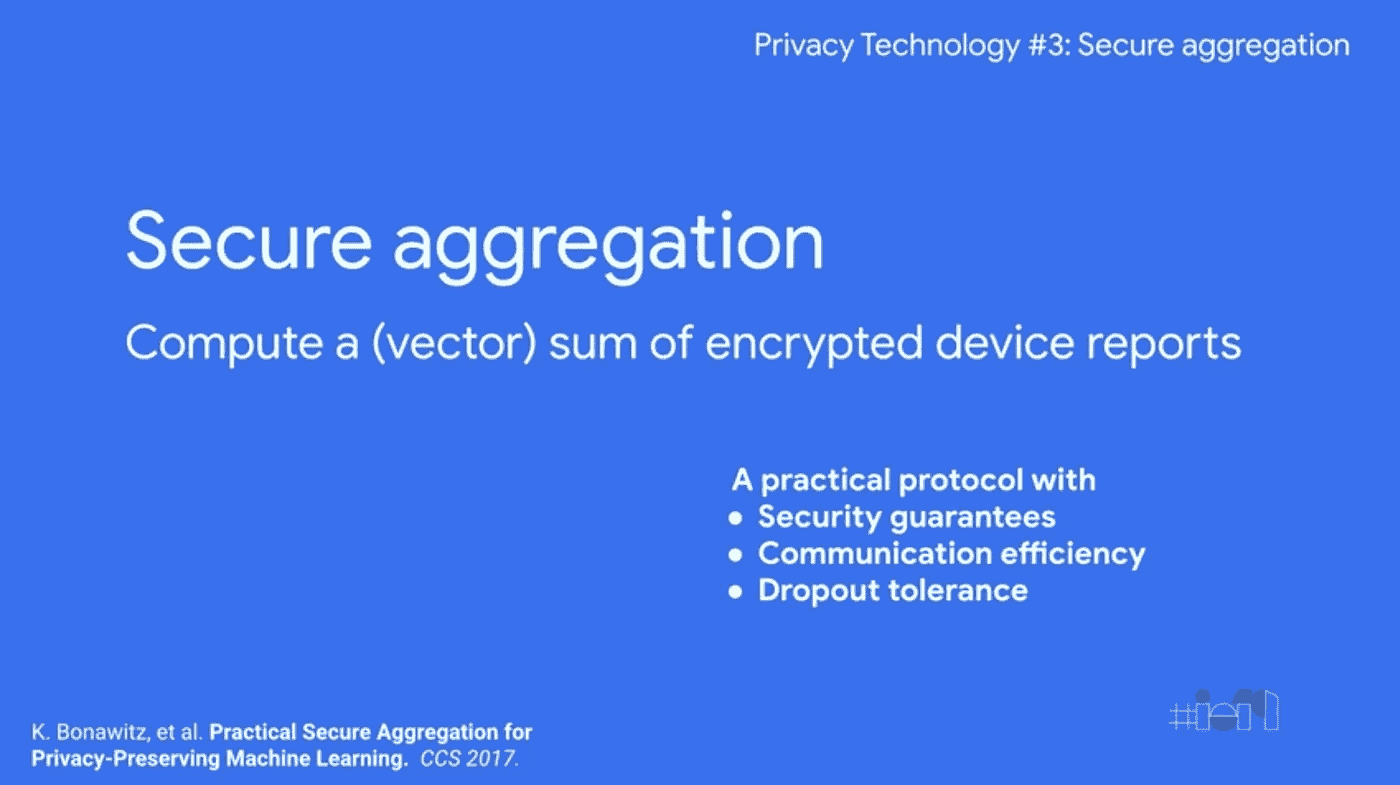 Privacy Technology #3: Secure aggregation
Secure aggregation
Compute a (vector) sum of encrypted device reports
A practical protocol with
● Security guarantees
● Communication efficiency
● Dropout tolerance
K. Bonawitz, et al. Practical Secure Aggregation for
Privacy-Preserving Machine Learning. CCS 2017.